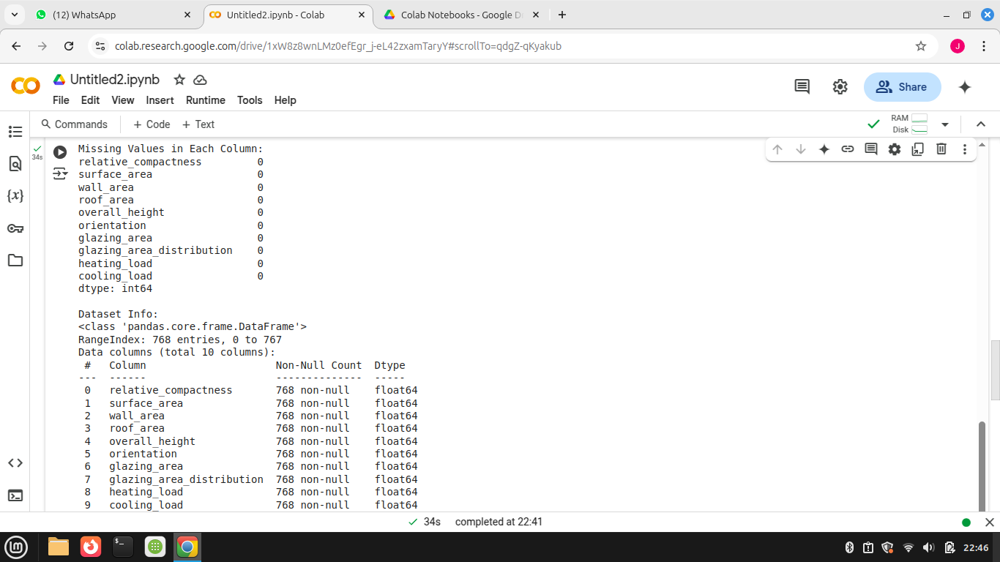 (12) WhatsApp
Untitled2.ipynb - Colab
Colab Notebooks - Google D
colab.research.google.com/drive/1xW8z8wnLMz0efEgr_j-eL42zxamTaryY#scrollTo=qdgZ-qKyakub
J
Untitled2.ipynb
File Edit View Insert Runtime Tools Help
Share
Commands + Code + Text
RAM
Disk
34s
Missing Values in Each Column:
relative_compactness 0
surface_area 0
wall_area 0
roof_area 0
overall_height 0
orientation 0
glazing_area 0
glazing_area_distribution 0
heating_load 0
cooling_load 0
dtype: int64
Dataset Info:
<class 'pandas.core.frame.DataFrame'>
RangeIndex: 768 entries, 0 to 767
Data columns (total 10 columns):
# Column Non-Null Count Dtype
--- ------ -------------- -----
0 relative_compactness 768 non-null float64
1 surface_area 768 non-null float64
2 wall_area 768 non-null float64
3 roof_area 768 non-null float64
4 overall_height 768 non-null float64
5 orientation 768 non-null float64
6 glazing_area 768 non-null float64
7 glazing_area_distribution 768 non-null float64
8 heating_load 768 non-null float64
9 cooling_load 768 non-null float64
34s completed at 22:41
22:46